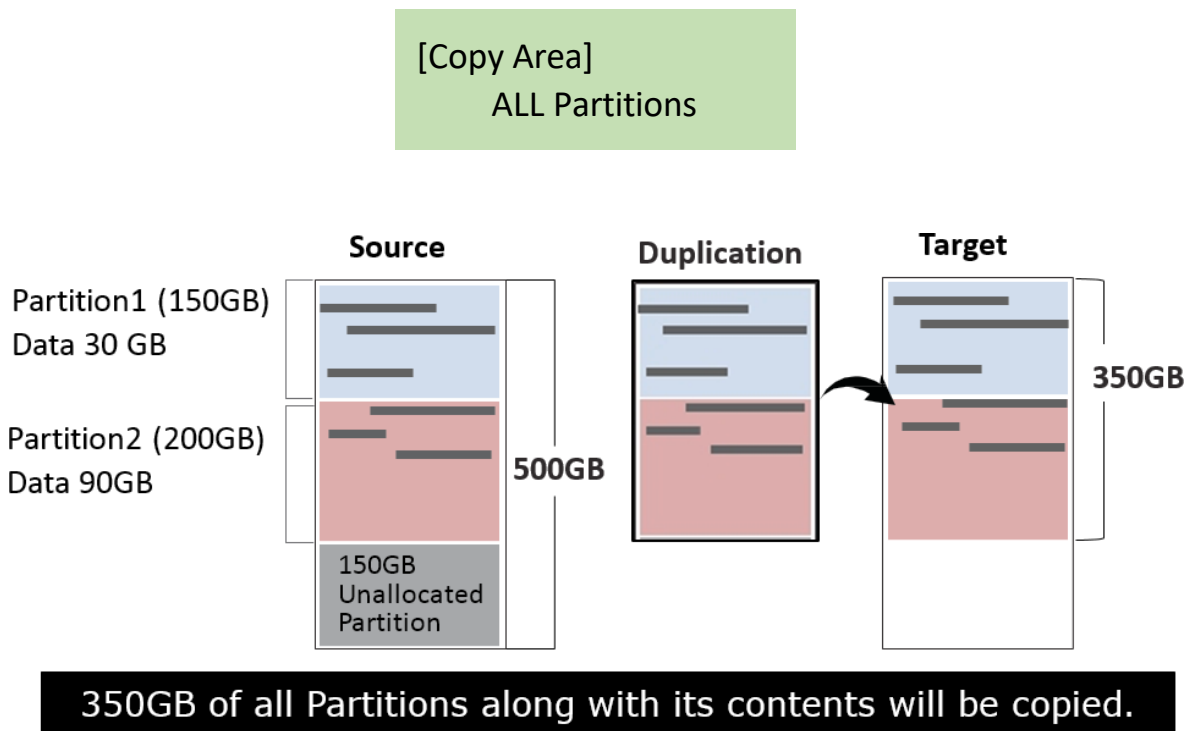 [Copy Area]
ALL Partitions
Source
Duplication
Target
Partition1 (150GB)
Data 30 GB
350GB
Partition2 (200GB)
Data 90GB
500GB
150GB
Unallocated
Partition
350GB of all Partitions along with its contents will be copied.